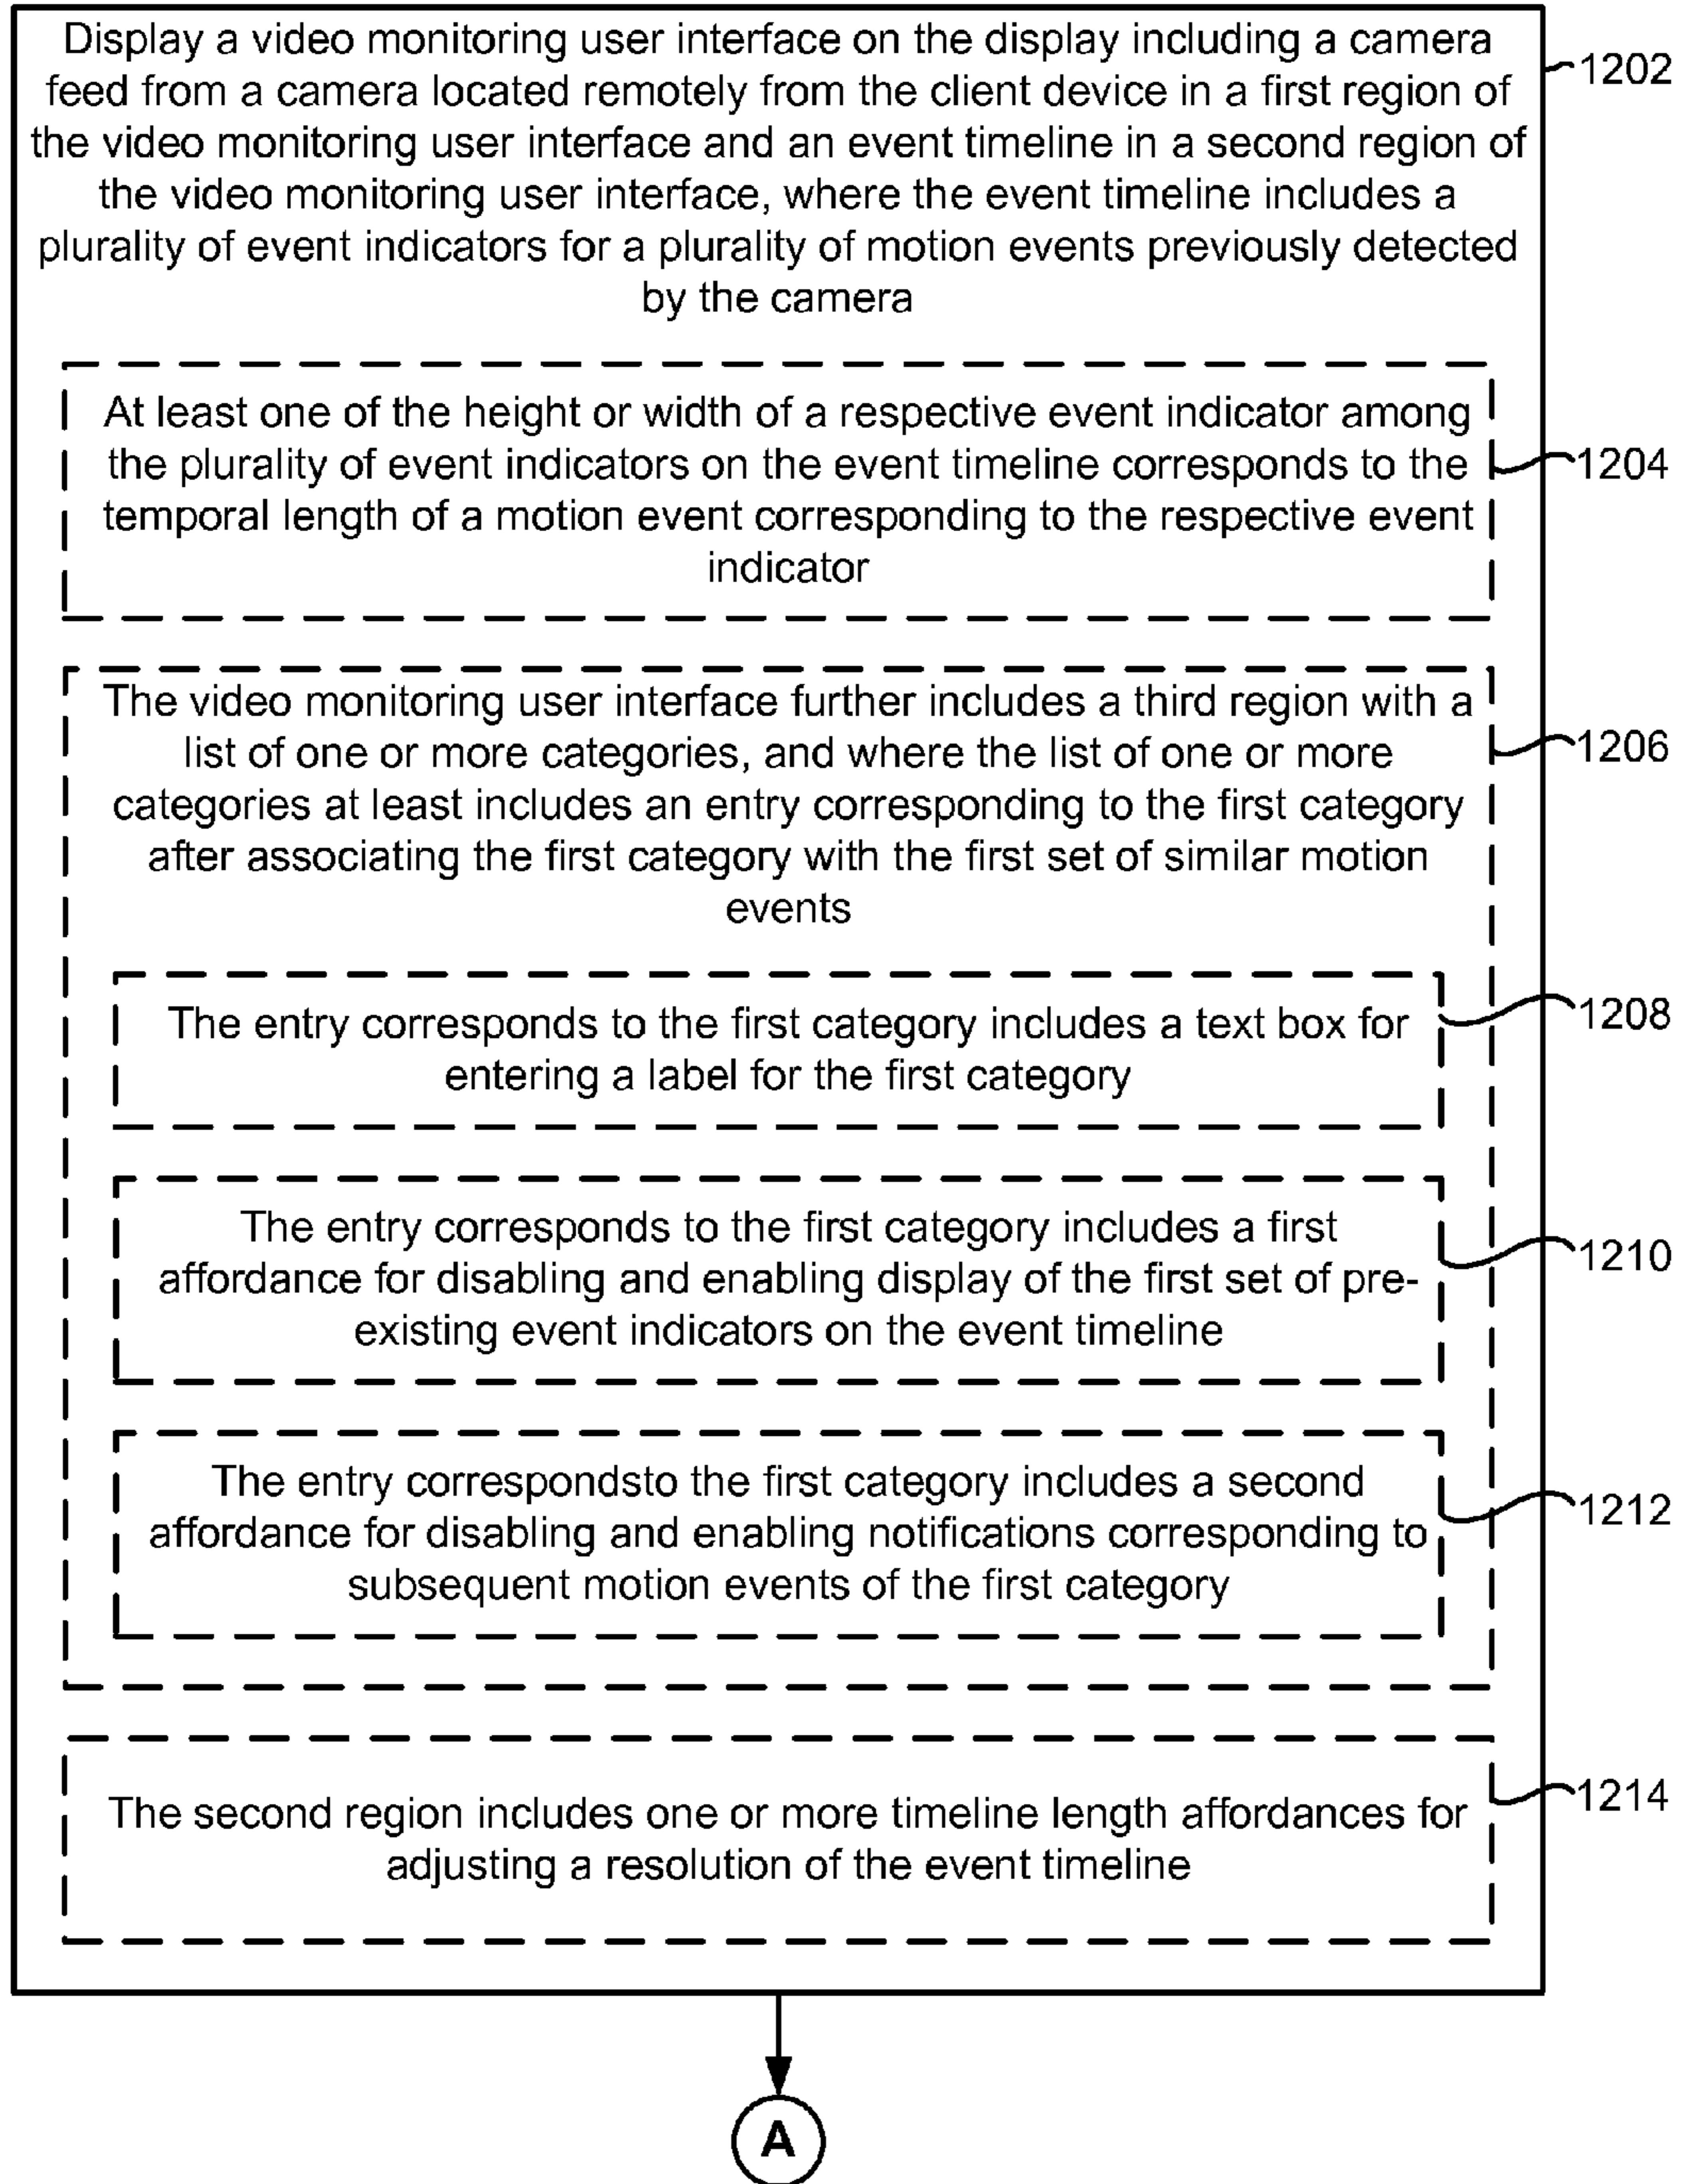 Display a video monitoring user interface on the display including a camera
feed from a camera located remotely from the client device in a first region of
the video monitoring user interface and an event timeline in a second region of
the video monitoring user interface, where the event timeline includes a
plurality of event indicators for a plurality of motion events previously detected
by the camera
1202
At least one of the height or width of a respective event indicator among
the plurality of event indicators on the event timeline corresponds to the
temporal length of a motion event corresponding to the respective event
indicator
1204
The video monitoring user interface further includes a third region with a
list of one or more categories, and where the list of one or more
categories at least includes an entry corresponding to the first category
after associating the first category with the first set of similar motion
events
1206
The entry corresponds to the first category includes a text box for
entering a label for the first category
1208
The entry corresponds to the first category includes a first
affordance for disabling and enabling display of the first set of pre-
existing event indicators on the event timeline
1210
The entry correspondsto the first category includes a second
affordance for disabling and enabling notifications corresponding to
subsequent motion events of the first category
1212
The second region includes one or more timeline length affordances for
adjusting a resolution of the event timeline
1214
A